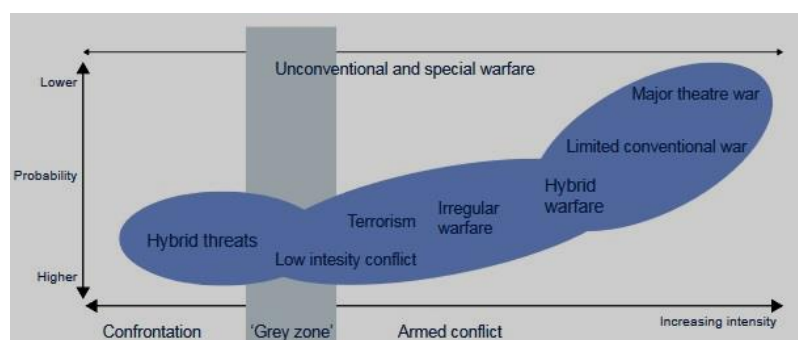 Unconventional and special warfare
Lower
Major theatre war
Limited conventional war
Probability
Hybrid
warfare
Irregular
warfare
Terrorism
Hybrid threats
Low intesity conflict
Higher
Increasing intensity
Confrontation
'Grey zone'
Armed conflict